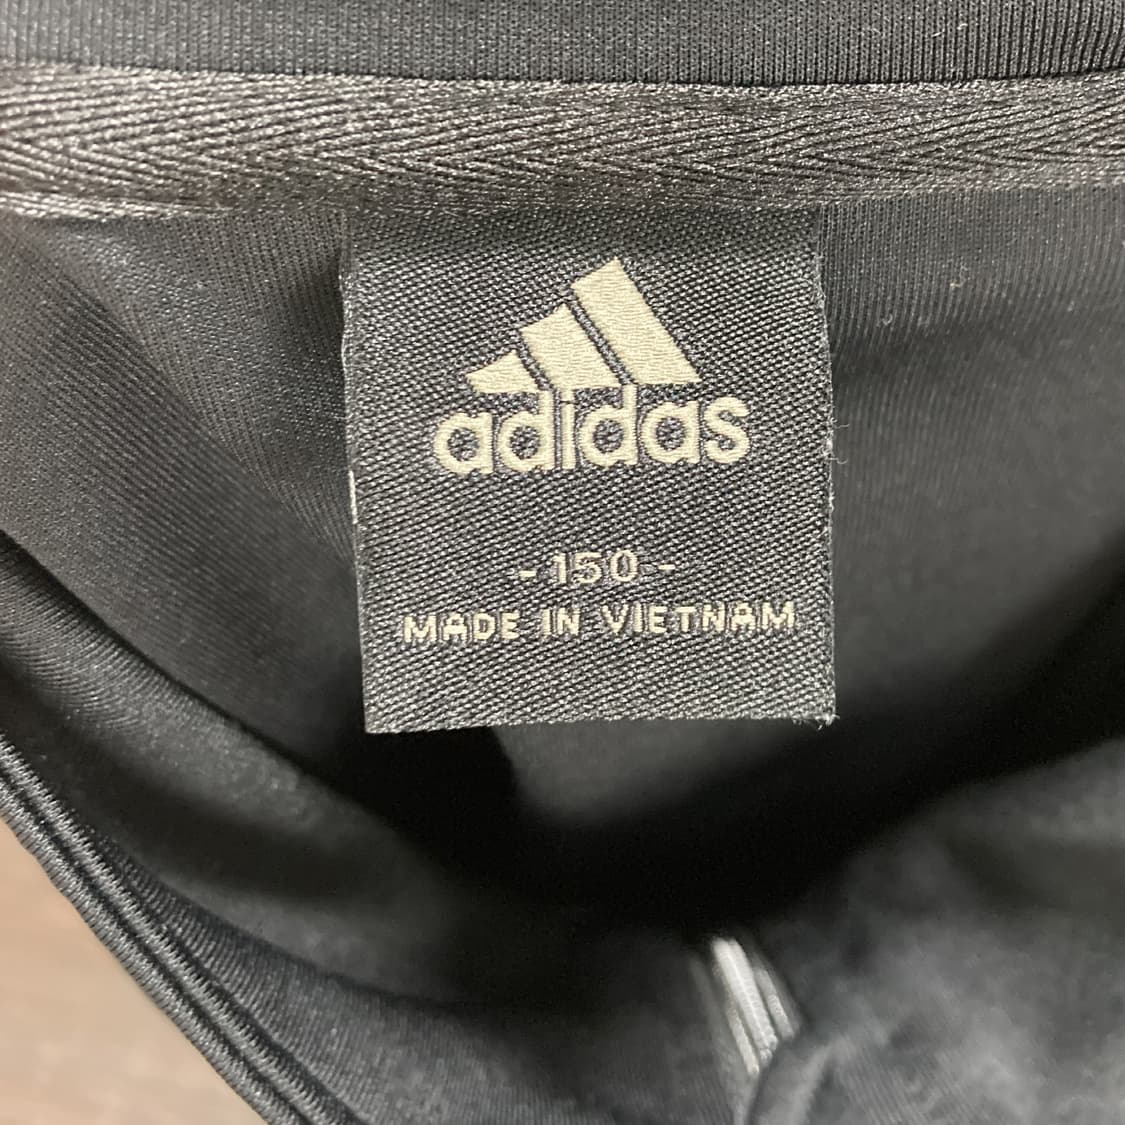 adidas
- 150 -
MADE IN VIETNAM